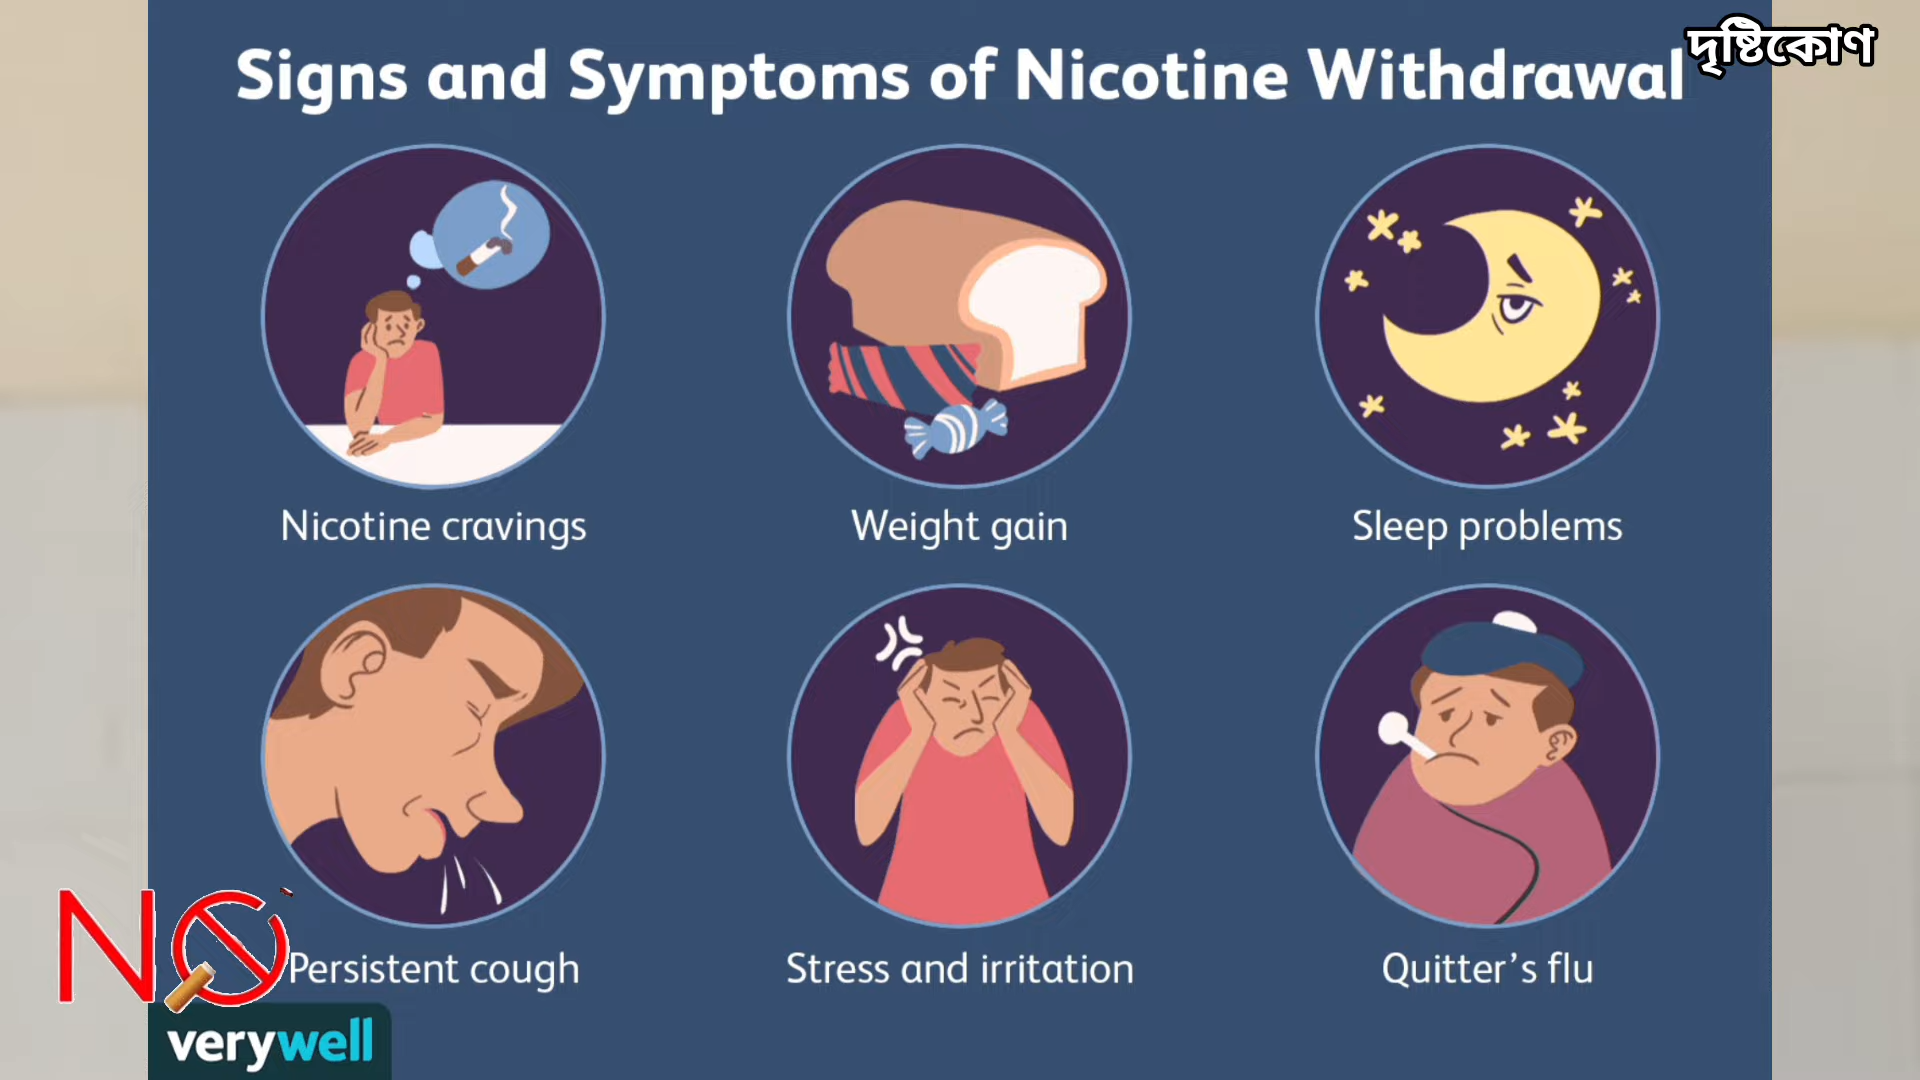 Signs and Symptoms of Nicotine Withdrawal
দৃষ্টিকোণ
Nicotine cravings
Weight gain
Sleep problems
Persistent cough
Stress and irritation
Quitter's flu
NO
verywell